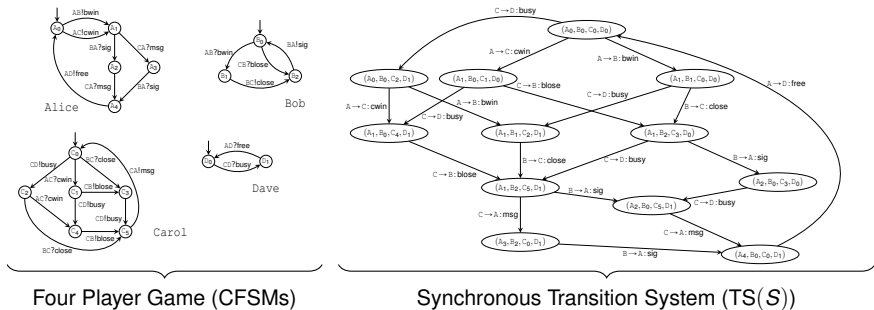 AB!bwin
A₀
A₁
AC!cwin
BA?sig
CA?msg
A₂
A₃
AD!free
CA?msg
BA?sig
A₄
Alice
B₀
BA!sig
AB?bwin
CB?blose
B₁
B₂
BC!close
Bob
C₀
CD!busy
BC?close
CA!msg
AC?cwin
C₂
C₁
CB!blose
C₃
AC?cwin
CD!busy
CD!busy
C₄
C₅
CB!blose
BC?close
Carol
AD?free
D₀
D₁
CD?busy
Dave
Four Player Game (CFSMs)
C→D:busy
(A₀,B₀,C₀,D₀)
A→C:cwin
A→B:bwin
A→D:free
(A₀,B₀,C₂,D₁)
(A₁,B₀,C₁,D₀)
(A₁,B₁,C₀,D₀)
C→B:blose
A→C:cwin
A→B:bwin
C→D:busy
C→D:busy
B→C:close
(A₁,B₀,C₄,D₁)
(A₁,B₁,C₂,D₁)
(A₁,B₂,C₃,D₀)
B→C:close
C→D:busy
B→A:sig
C→B:blose
(A₁,B₂,C₅,D₁)
B→A:sig
(A₂,B₀,C₃,D₀)
C→D:busy
(A₂,B₀,C₅,D₁)
C→A:msg
C→A:msg
(A₃,B₂,C₀,D₁)
B→A:sig
(A₄,B₀,C₀,D₁)
Synchronous Transition System (TS(S))